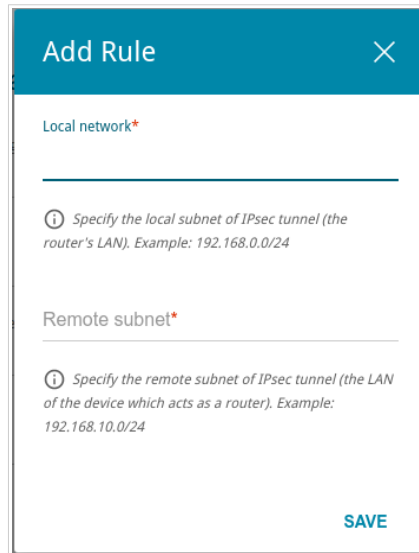 Add Rule
Local network*
Specify the local subnet of IPsec tunnel (the
router's LAN). Example: 192.168.0.0/24
Remote subnet*
Specify the remote subnet of IPsec tunnel (the LAN
of the device which acts as a router). Example:
192.168.10.0/24
SAVE